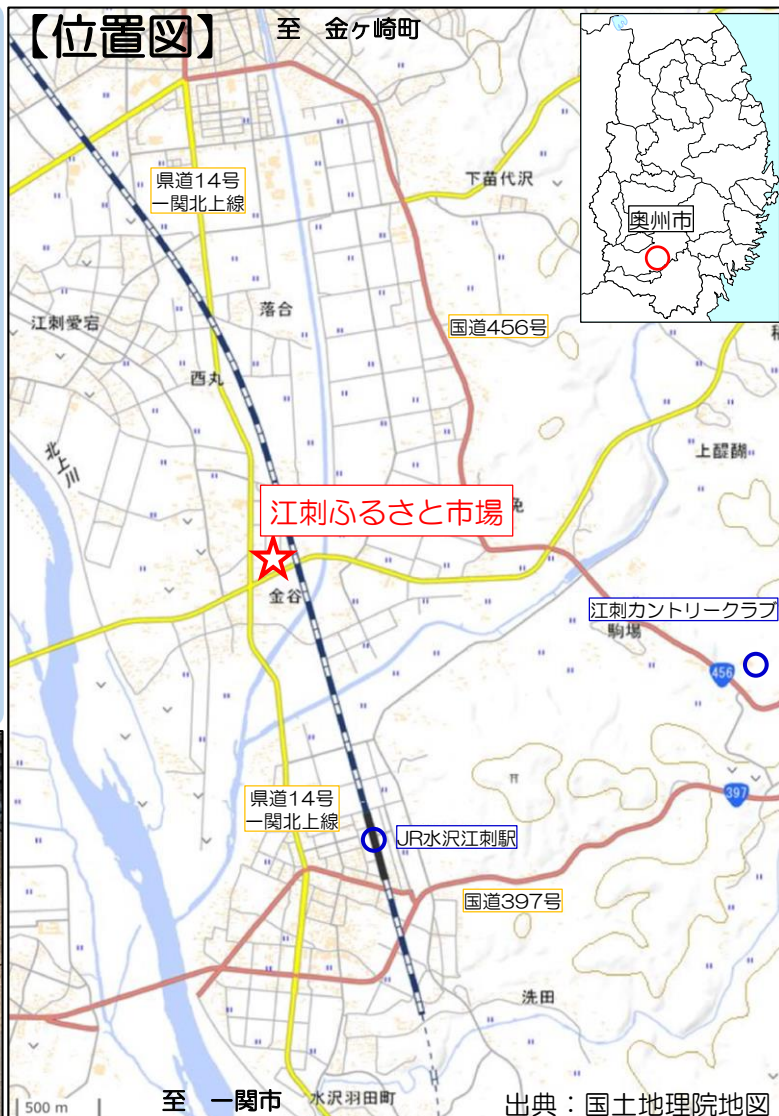 【位置図】
至 金ヶ崎町
県道14号
一関北上線
下苗代沢
奥州市
江刺愛宕
落合
国道456号
酉丸
北上川
上醍醐
江刺ふるさと市場
免
金谷
江刺カントリークラブ
駒場
456
県道14号
一関北上線
397
JR水沢江刺駅
国道397号
洗田
500 m
至 一関市
水沢羽田町
出典：国土地理院地図